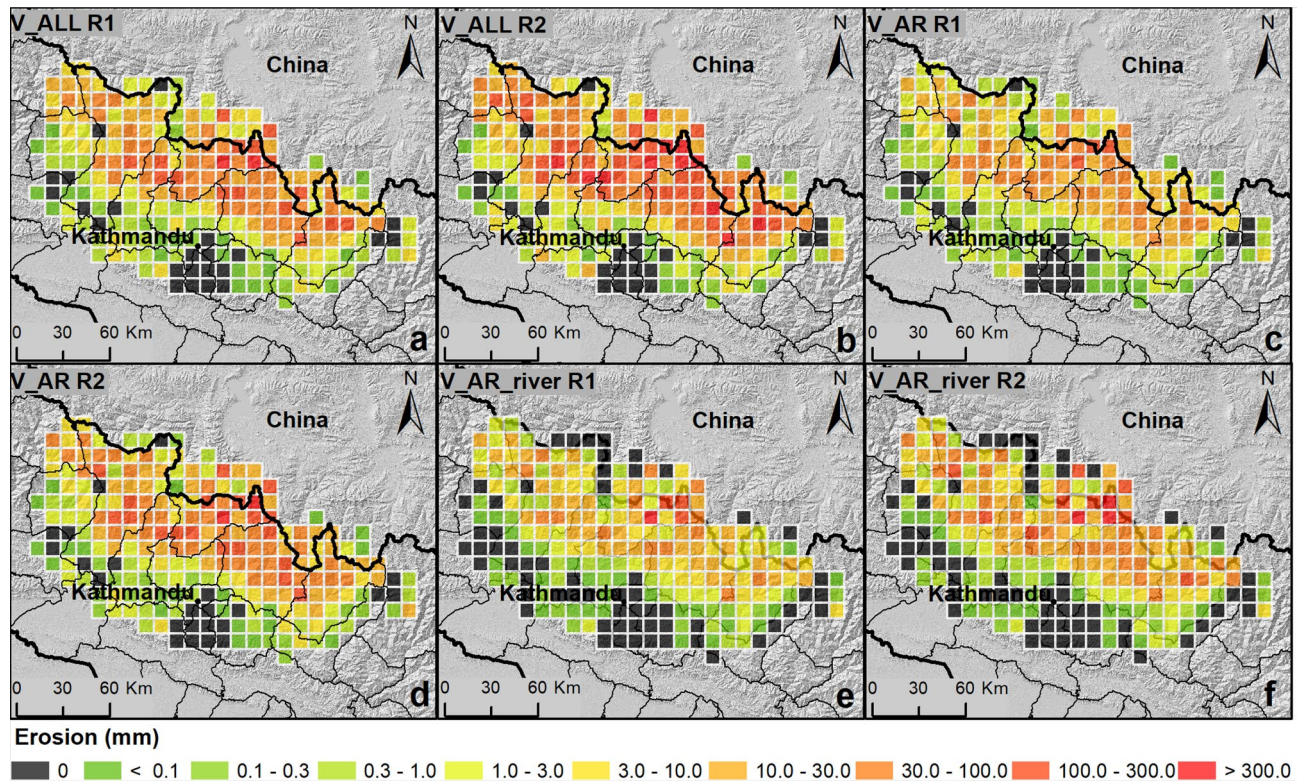 V_ALL R1
N
China
Kathmandu
0 30 60 Km
a
V_ALL R2
N
China
Kathmandu
0 30 60 Km
b
V_AR R1
N
China
Kathmandu
0 30 60 Km
c
V_AR R2
N
China
Kathmandu
0 30 60 Km
d
V_AR_river R1
N
China
Kathmandu
0 30 60 Km
e
V_AR_river R2
N
China
Kathmandu
0 30 60 Km
f
Erosion (mm)
0 < 0.1 0.1 - 0.3 0.3 - 1.0 1.0 - 3.0 3.0 - 10.0 10.0 - 30.0 30.0 - 100.0 100.0 - 300.0 > 300.0